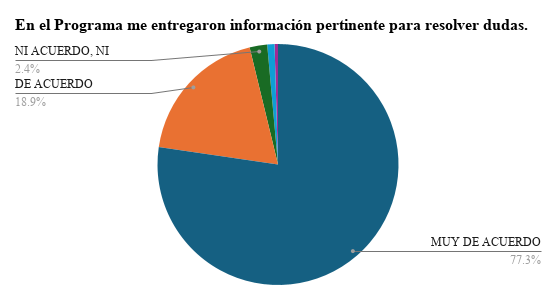 En el Programa me entregaron información pertinente para resolver dudas.
NI ACUERDO, NI
2.4%
DE ACUERDO
18.9%
MUY DE ACUERDO
77.3%